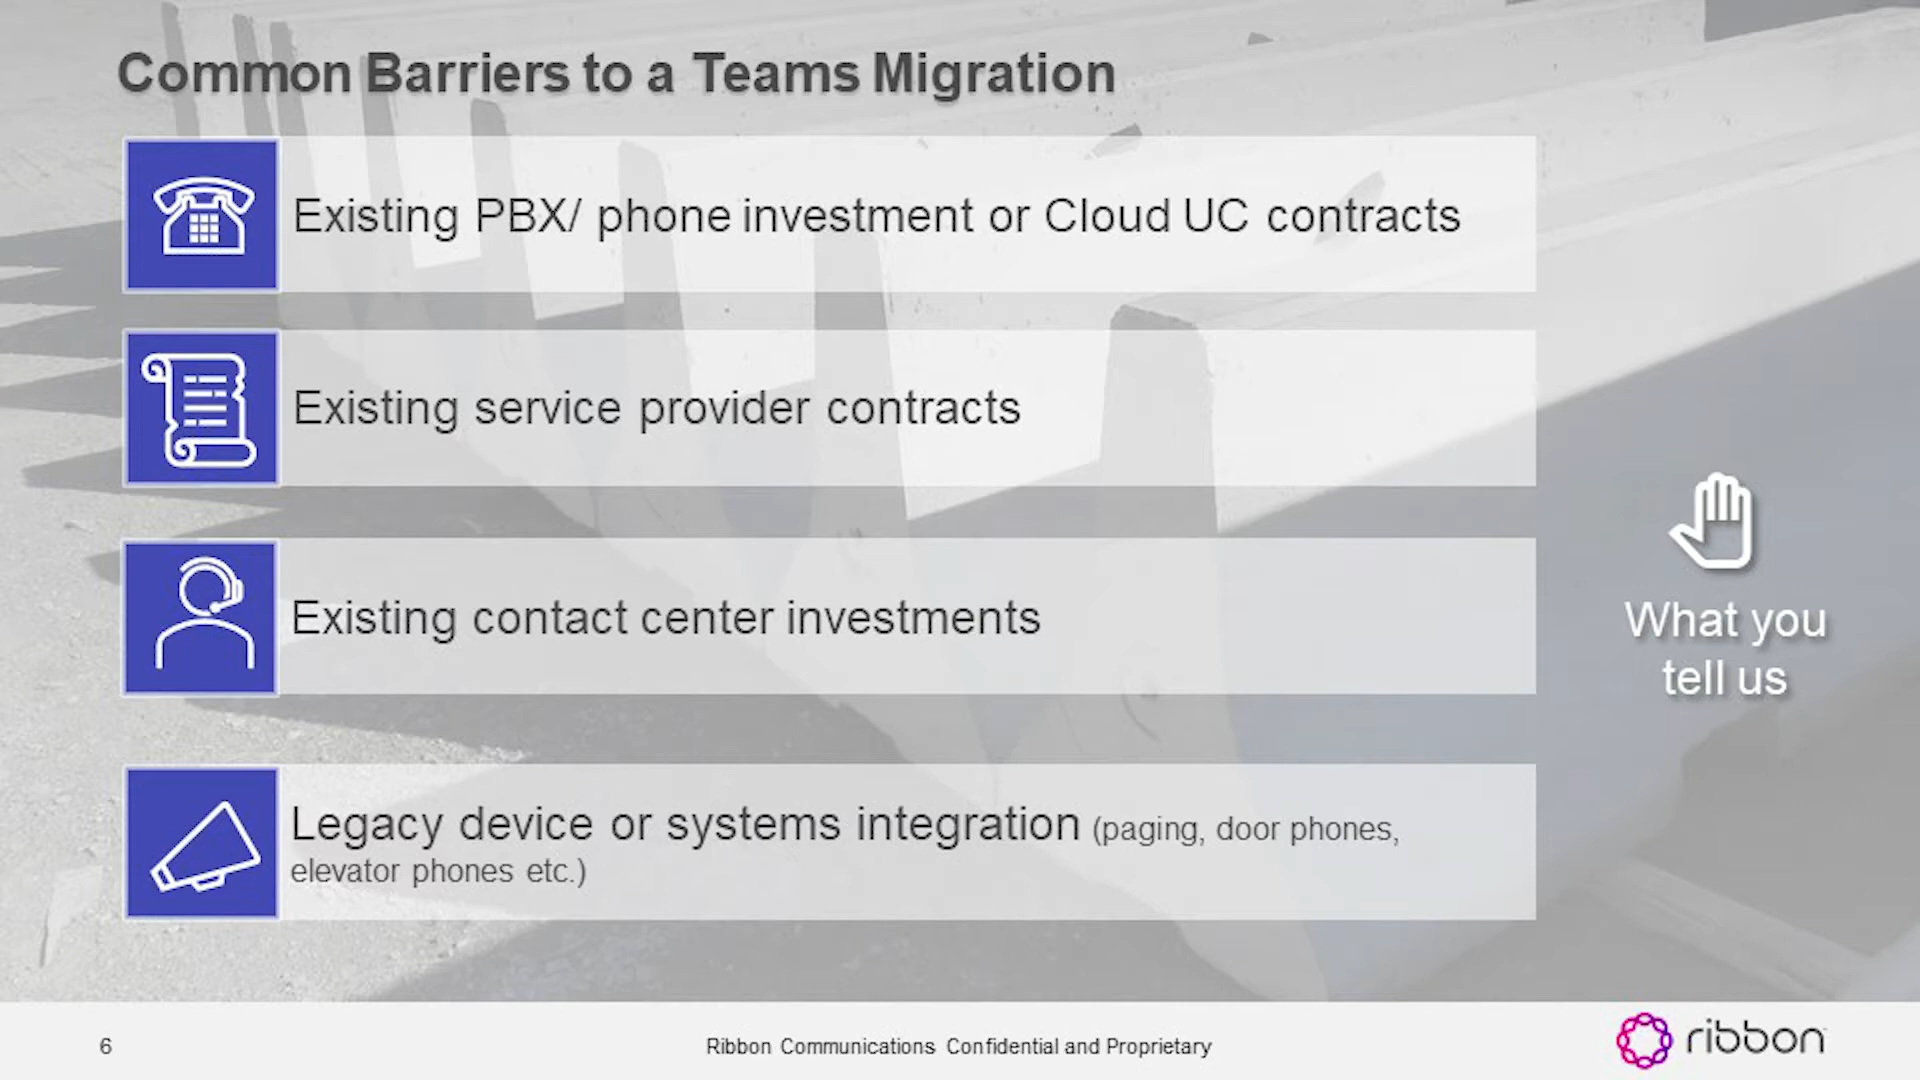 Common Barriers to a Teams Migration
Existing PBX/ phone investment or Cloud UC contracts
Existing service provider contracts
Existing contact center investments
Legacy device or systems integration (paging, door phones,
elevator phones etc.)
What you
tell us
6
Ribbon Communications Confidential and Proprietary
ribbon